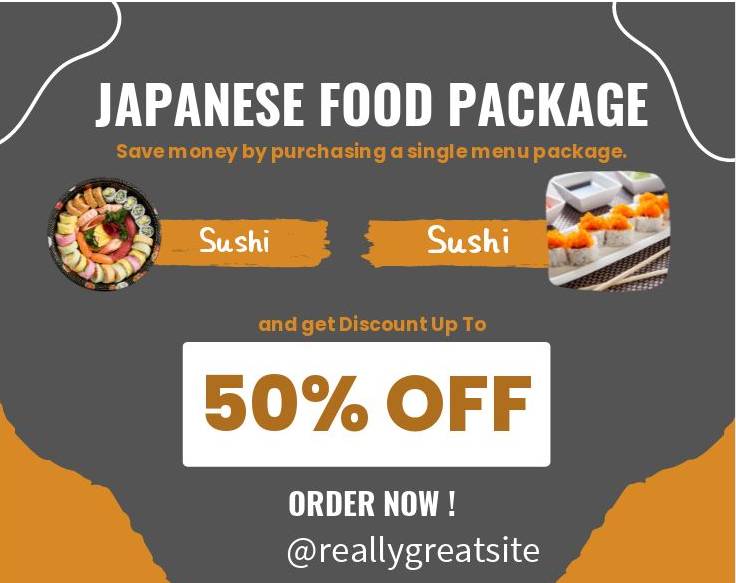 JAPANESE FOOD PACKAGE
Save money by purchasing a single menu package.
Sushi
Sushi
and get Discount Up To
50% OFF
ORDER NOW !
@reallygreatsite